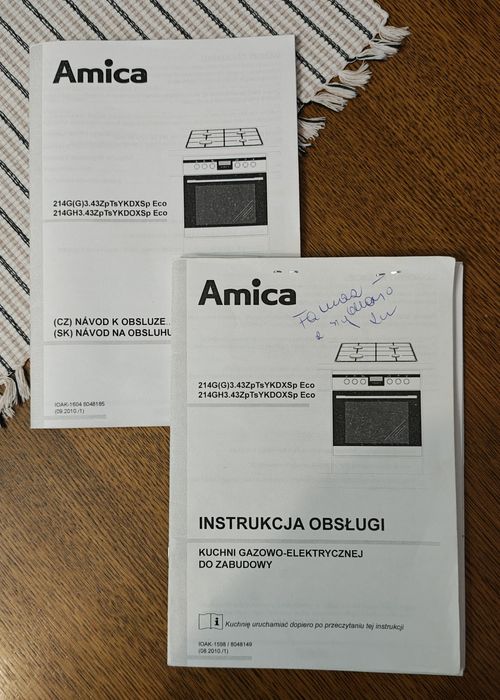 Amica
214G(G)3.43ZpTsYKDXSp Eco
214GH3.43ZpTsYKDOXSp Eco
(CZ) NÁVOD K OBSLUZE
(SK) NÁVOD NA OBSLUHU
IOAK-1604 8048185
(09.2010./1)
Amica
214G(G)3.43ZpTsYKDXSp Eco
214GH3.43ZpTsYKDOXSp Eco
INSTRUKCJA OBSŁUGI
KUCHNI GAZOWO-ELEKTRYCZNEJ
DO ZABUDOWY
i
Kuchnię uruchamiać dopiero po przeczytaniu tej instrukcji
IOAK-1598 / 8048149
(08.2010./1)